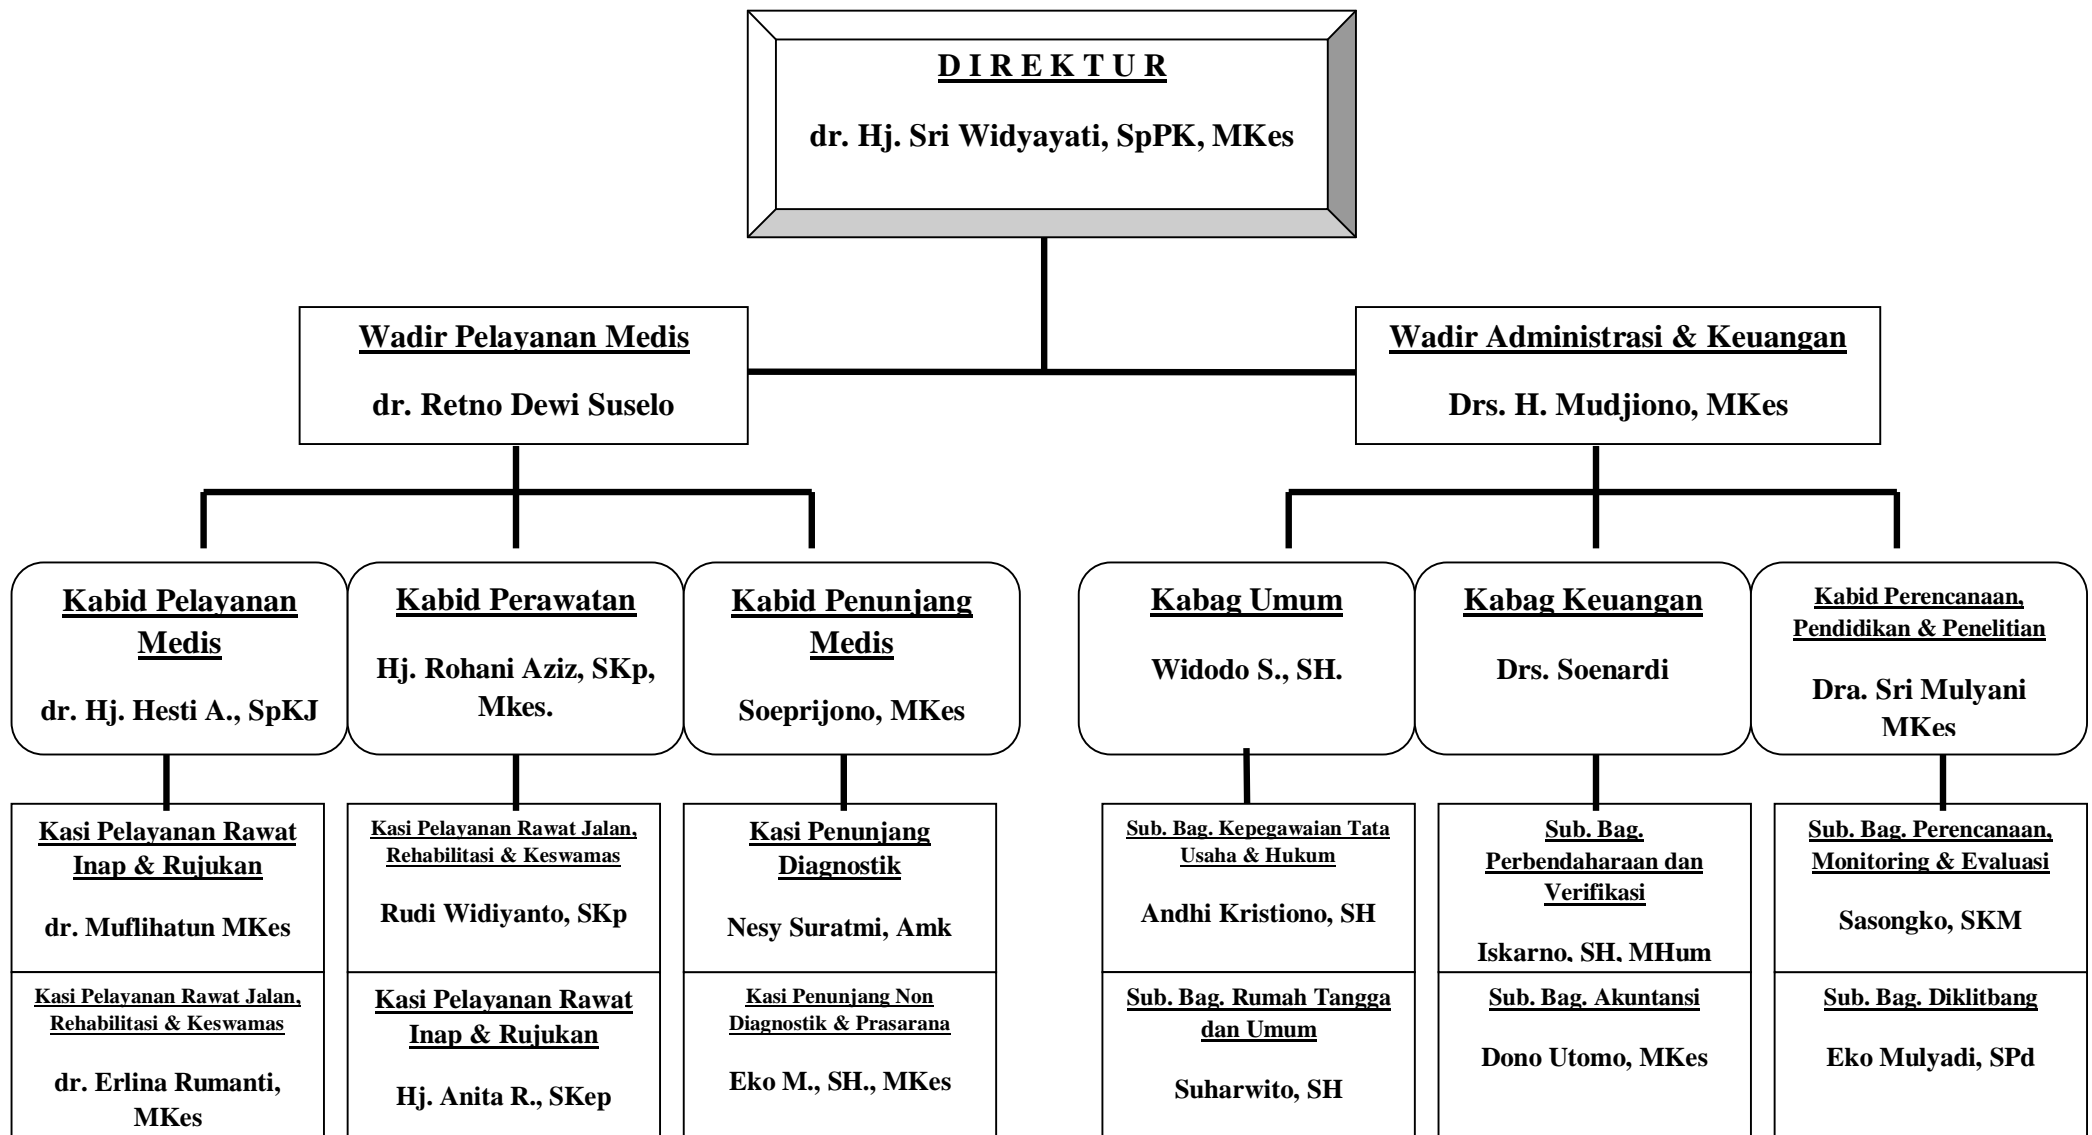 D I R E K T U R
dr. Hj. Sri Widyayati, SpPK, MKes
Wadir Pelayanan Medis
dr. Retno Dewi Suselo
Wadir Administrasi & Keuangan
Drs. H. Mudjiono, MKes
Kabid Pelayanan
Medis
dr. Hj. Hesti A., SpKJ
Kabid Perawatan
Hj. Rohani Aziz, SKp,
Mkes.
Kabid Penunjang
Medis
Soeprijono, MKes
Kabag Umum
Widodo S., SH.
Kabag Keuangan
Drs. Soenardi
Kabid Perencanaan,
Pendidikan & Penelitian
Dra. Sri Mulyani
MKes
Kasi Pelayanan Rawat
Inap & Rujukan
dr. Muflihatun MKes
Kasi Pelayanan Rawat Jalan,
Rehabilitasi & Keswamas
Rudi Widiyanto, SKp
Kasi Penunjang
Diagnostik
Nesy Suratmi, Amk
Sub. Bag. Kepegawaian Tata
Usaha & Hukum
Andhi Kristiono, SH
Sub. Bag.
Perbendaharaan dan
Verifikasi
Iskarno, SH, MHum
Sub. Bag. Perencanaan,
Monitoring & Evaluasi
Sasongko, SKM
Kasi Pelayanan Rawat Jalan,
Rehabilitasi & Keswamas
dr. Erlina Rumanti,
MKes
Kasi Pelayanan Rawat
Inap & Rujukan
Hj. Anita R., SKep
Kasi Penunjang Non
Diagnostik & Prasarana
Eko M., SH., MKes
Sub. Bag. Rumah Tangga
dan Umum
Suharwito, SH
Sub. Bag. Akuntansi
Dono Utomo, MKes
Sub. Bag. Diklitbang
Eko Mulyadi, SPd